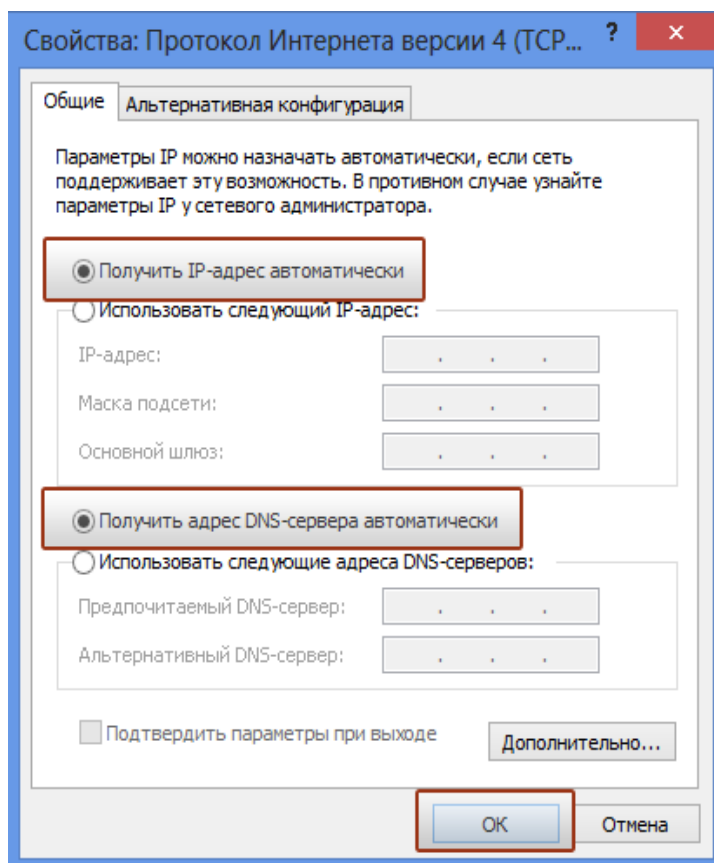 Свойства: Протокол Интернета версии 4 (TCP... ? ×
Общие Альтернативная конфигурация
Параметры IP можно назначать автоматически, если сеть
поддерживает эту возможность. В противном случае узнайте
параметры IP у сетевого администратора.
Получить IP-адрес автоматически
Использовать следующий IP-адрес:
IP-адрес: . . .
Маска подсети: . . .
Основной шлюз: . . .
Получить адрес DNS-сервера автоматически
Использовать следующие адреса DNS-серверов:
Предпочитаемый DNS-сервер: . . .
Альтернативный DNS-сервер: . . .
Подтвердить параметры при выходе
Дополнительно...
ОК Отмена